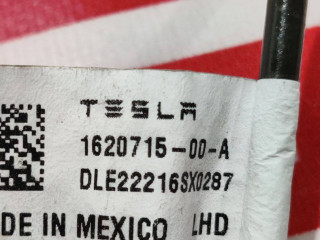 TESLA
1620715-00-A
DLE22216SX0287
DE IN MEXICO LHD